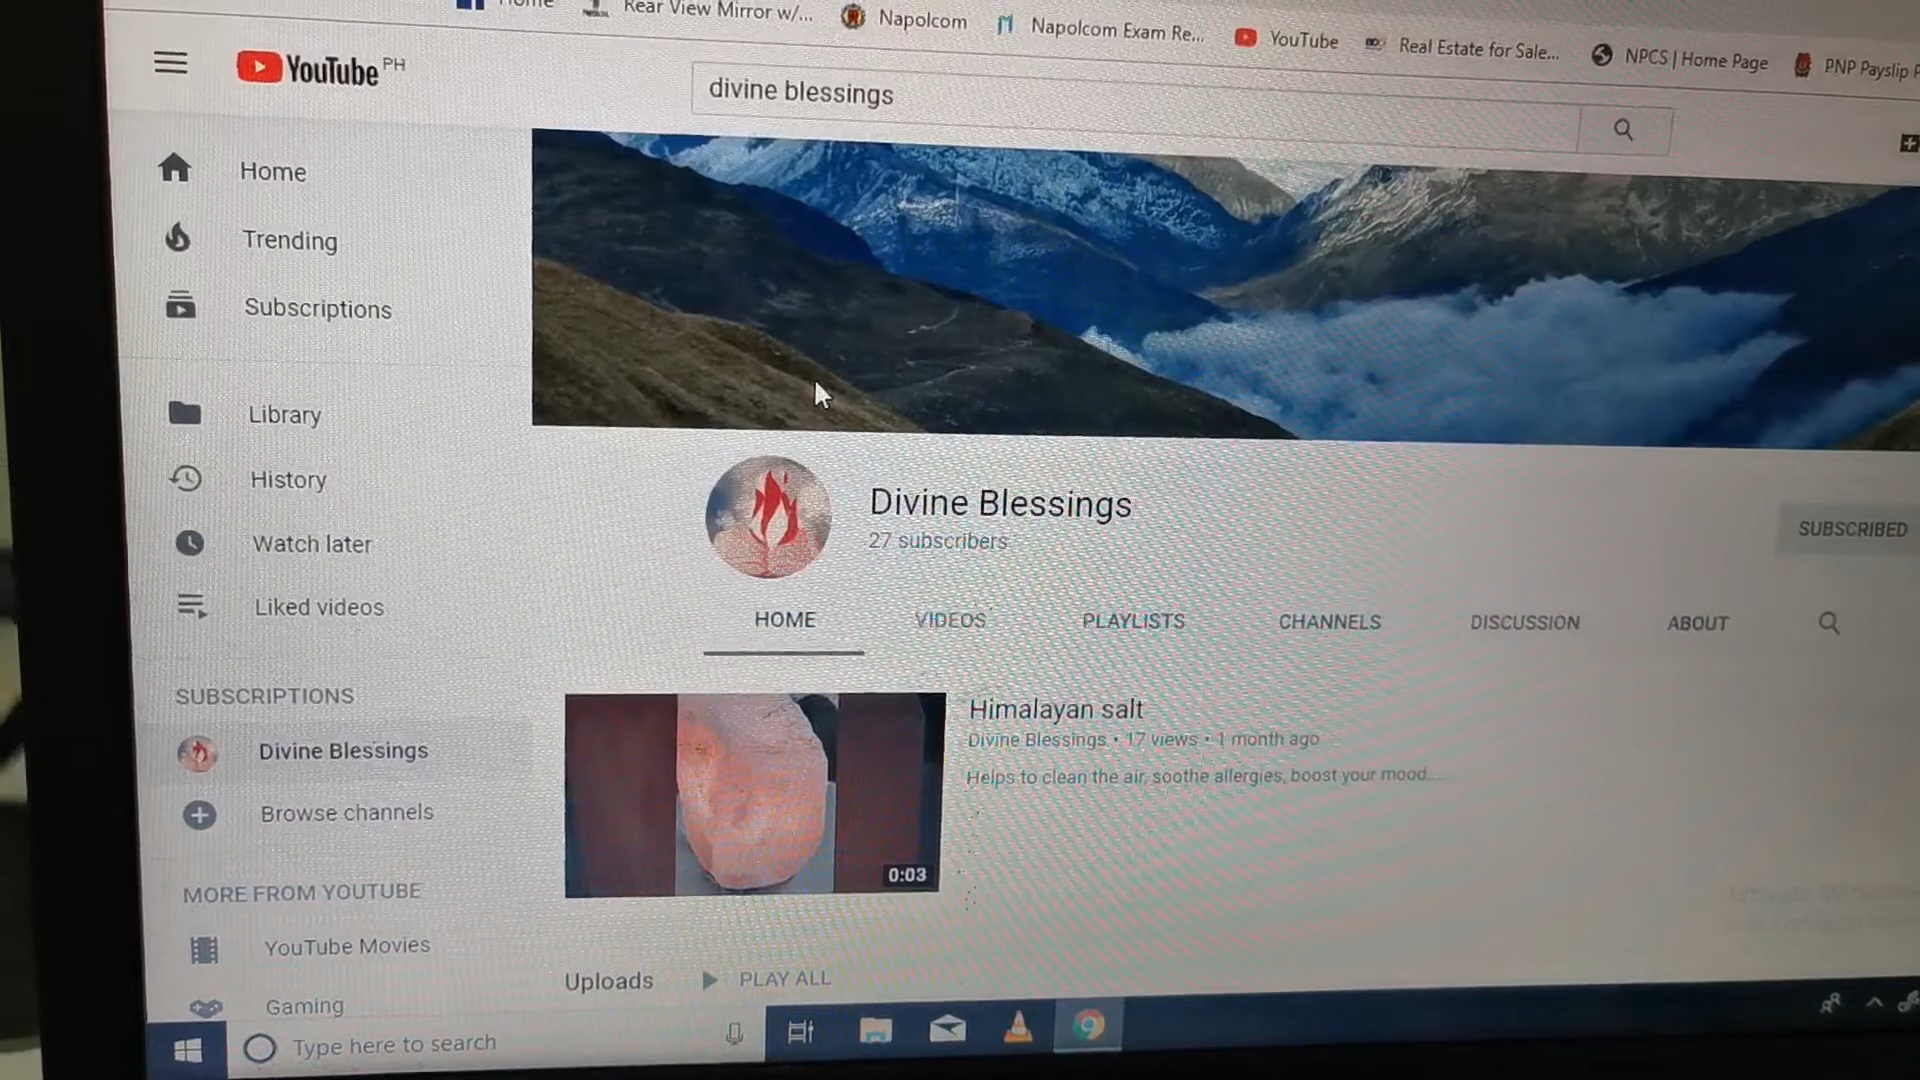 Home
Rear View Mirror w/...
Napolcom
Napolcom Exam Re...
YouTube
Real Estate for Sale...
NPCS | Home Page
PNP Payslip
YouTube PH
divine blessings
Home
Trending
Subscriptions
Library
History
Watch later
Liked videos
SUBSCRIPTIONS
Divine Blessings
Browse channels
MORE FROM YOUTUBE
YouTube Movies
Gaming
Divine Blessings
27 subscribers
SUBSCRIBED
HOME
VIDEOS
PLAYLISTS
CHANNELS
DISCUSSION
ABOUT
0:03
Himalayan salt
Divine Blessings • 17 views • 1 month ago
Helps to clean the air, soothe allergies, boost your mood...
Uploads
PLAY ALL
Type here to search